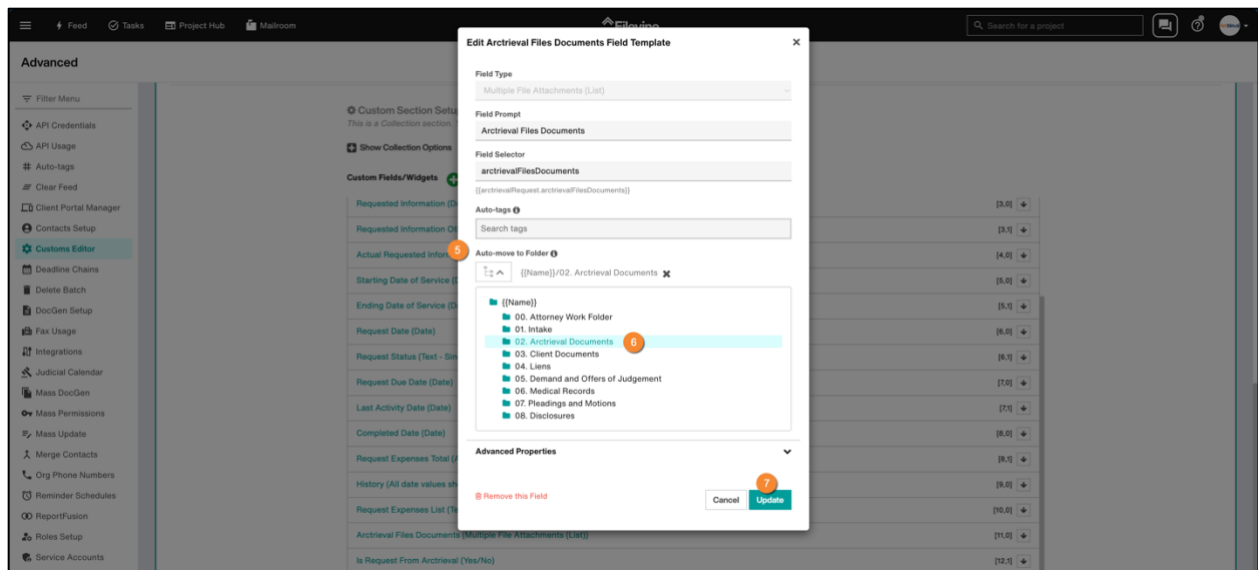 Feed
Tasks
Project Hub
Mailroom
Filevine
Search for a project
Advanced
Filter Menu
API Credentials
API Usage
Auto-tags
Clear Feed
Client Portal Manager
Contacts Setup
Customs Editor
Deadline Chains
Delete Batch
DocGen Setup
Fax Usage
Integrations
Judicial Calendar
Mass DocGen
Mass Permissions
Mass Update
Merge Contacts
Org Phone Numbers
Reminder Schedules
ReportFusion
Roles Setup
Service Accounts
Custom Section Setu
This is a Collection section.
Show Collection Options
Custom Fields/Widgets
Requested Information (D
[3,0]
Requested Information Ot
[3,1]
Actual Requested Infor
[4,0]
Starting Date of Service (D
[5,0]
Ending Date of Service (D
[5,1]
Request Date (Date)
[6,0]
Request Status (Text - Sin
[6,1]
Request Due Date (Date)
[7,0]
Last Activity Date (Date)
[7,1]
Completed Date (Date)
[8,0]
Request Expenses Total (
[8,1]
History (All date values sh
[9,0]
Request Expenses List (Te
[10,0]
Arctrieval Files Documents (Multiple File Attachments (List))
[11,0]
Is Request From Arctrieval (Yes/No)
[12,1]
Edit Arctrieval Files Documents Field Template
Field Type
Multiple File Attachments (List)
Field Prompt
Arctrieval Files Documents
Field Selector
arctrievalFilesDocuments
{{arctrievalRequest.arctrievalFilesDocuments}}
Auto-tags
Search tags
5
Auto-move to Folder
{{Name}}/02. Arctrieval Documents
{{Name}}
00. Attorney Work Folder
01. Intake
02. Arctrieval Documents
6
03. Client Documents
04. Liens
05. Demand and Offers of Judgement
06. Medical Records
07. Pleadings and Motions
08. Disclosures
Advanced Properties
Remove this Field
7
Cancel
Update